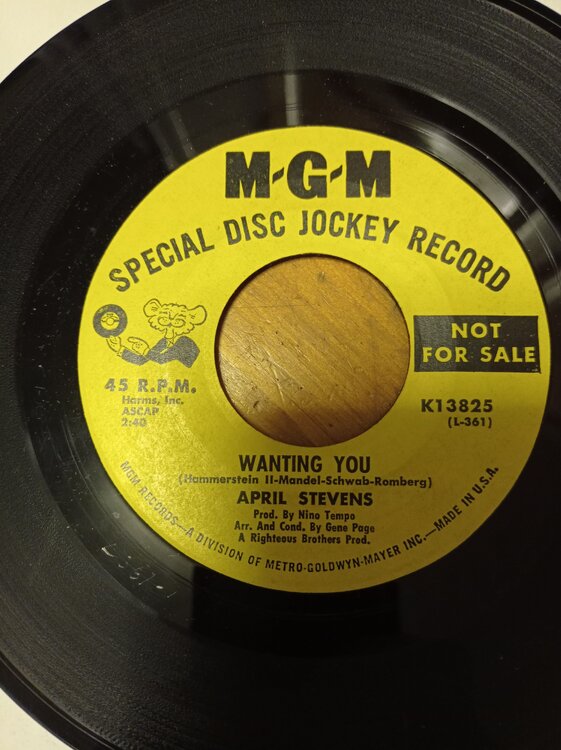 M-G-M
SPECIAL DISC JOCKEY RECORD
NOT
FOR SALE
45 R.P.M.
Harms, Inc.
ASCAP
2:40
K13825
(L-361)
WANTING YOU
(Hammerstein II-Mandel-Schwab-Romberg)
APRIL STEVENS
Prod. By Nino Tempo
Arr. And Cond. By Gene Page
A Righteous Brothers Prod.
MGM RECORDS—A DIVISION OF METRO-GOLDWYN-MAYER INC.—MADE IN U.S.A.